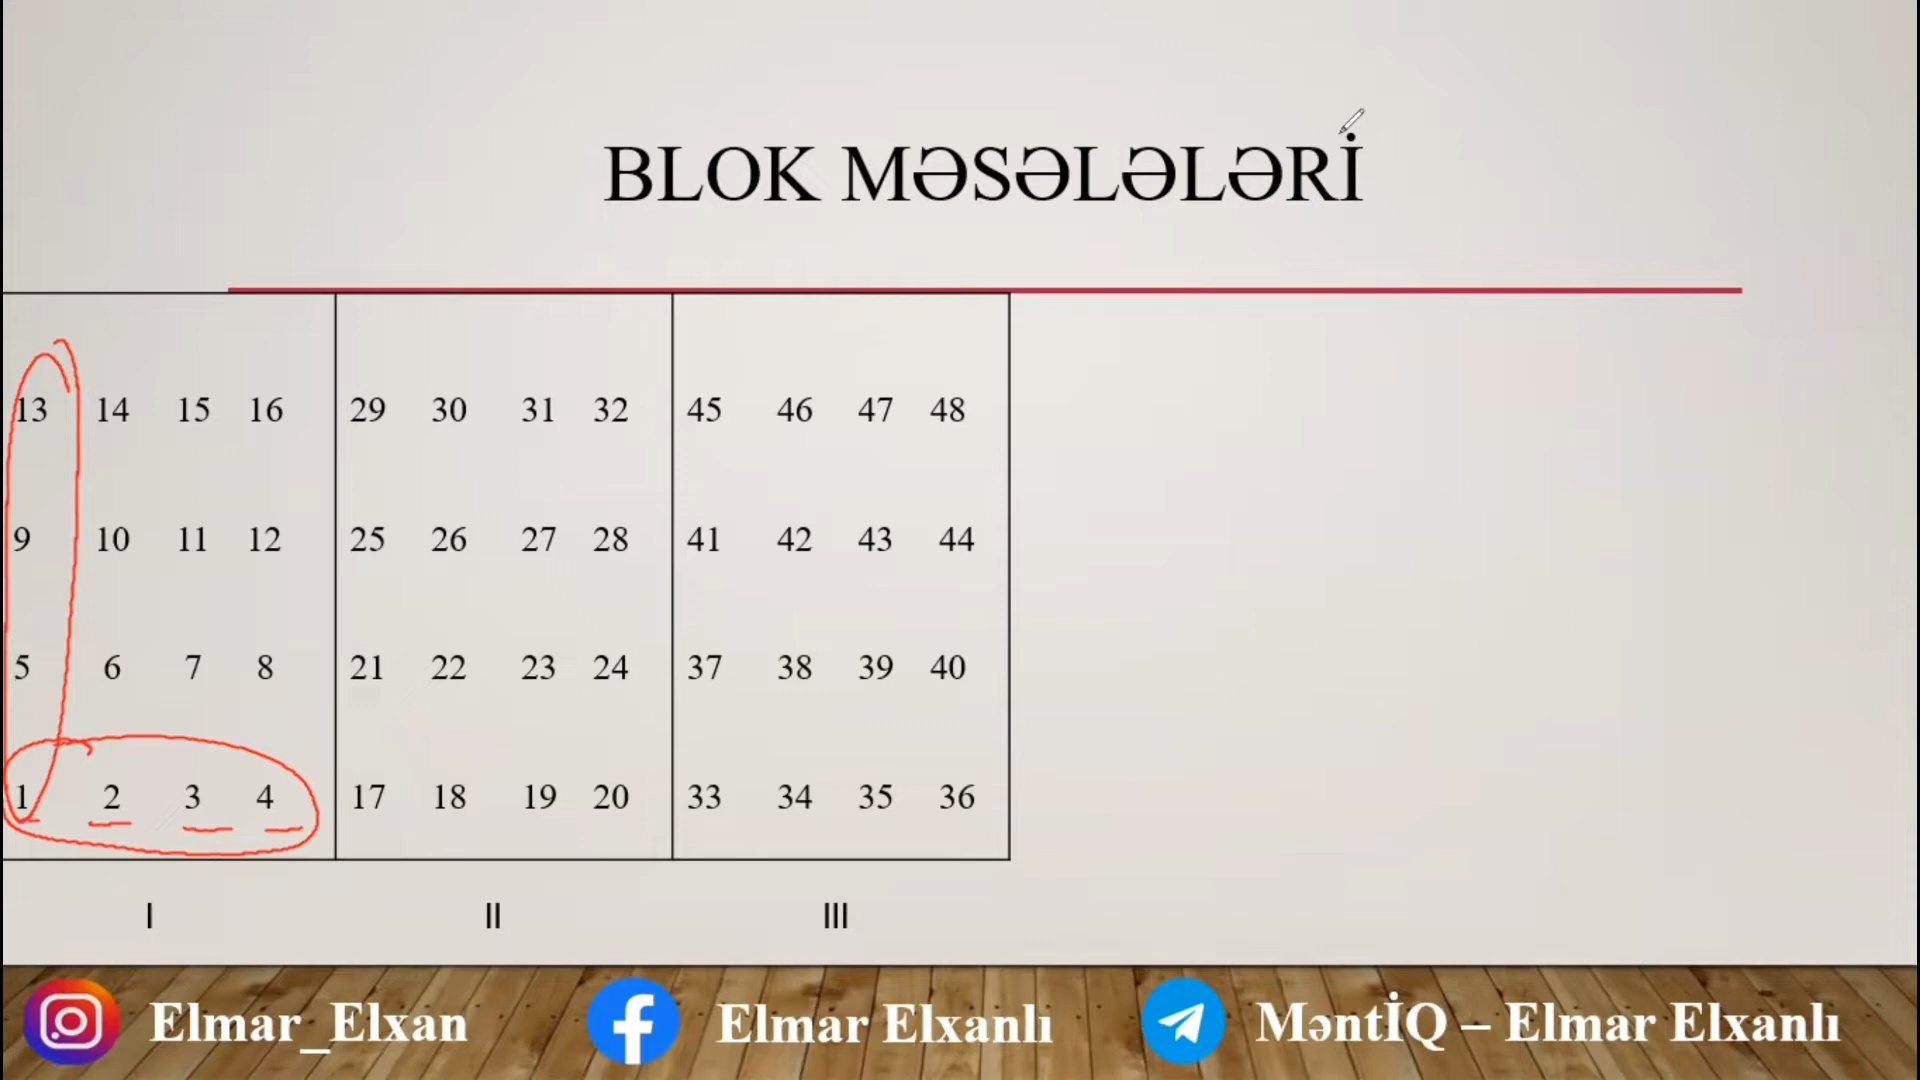 BLOK MƏSƏLƏLƏRİ
13 14 15 16 29 30 31 32 45 46 47 48
9 10 11 12 25 26 27 28 41 42 43 44
5 6 7 8 21 22 23 24 37 38 39 40
1 2 3 4 17 18 19 20 33 34 35 36
I II III
Elmar_Elxan Elmar Elxanlı MəntİQ – Elmar Elxanlı